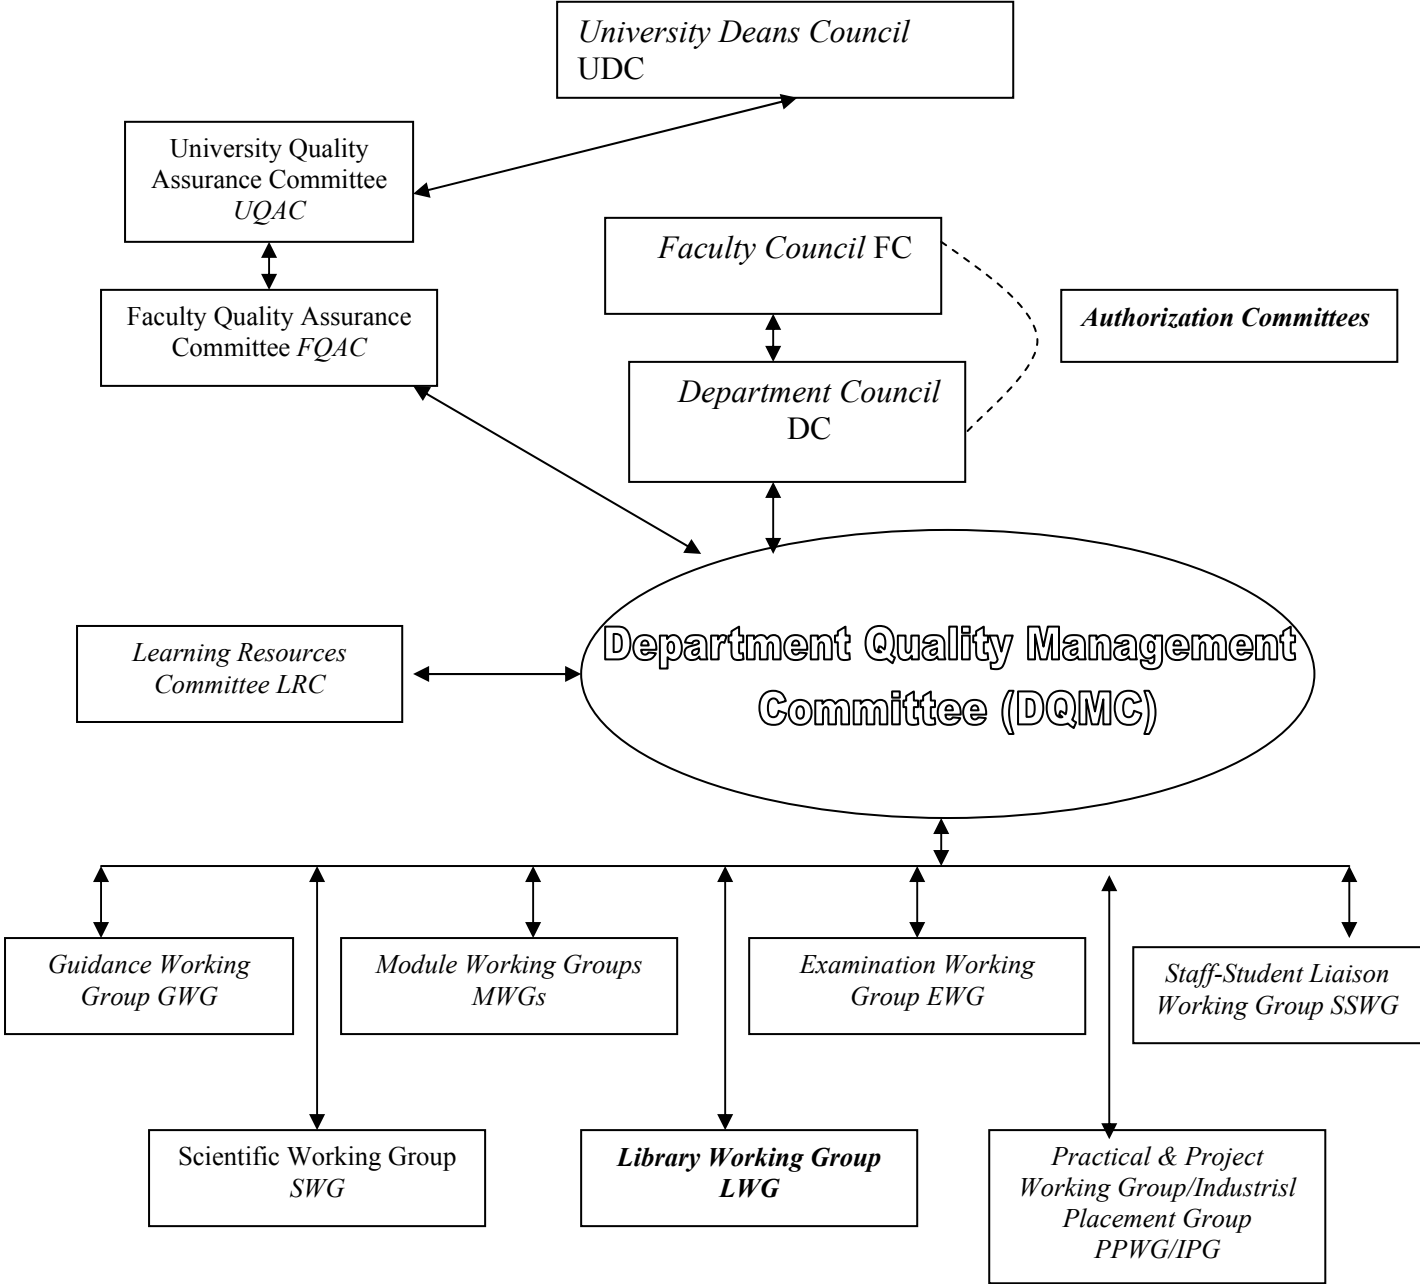 University Deans Council
UDC
University Quality
Assurance Committee
UQAC
Faculty Council FC
Faculty Quality Assurance
Committee FQAC
Authorization Committees
Department Council
DC
Department Quality Management
Committee (DQMC)
Learning Resources
Committee LRC
Guidance Working
Group GWG
Module Working Groups
MWGs
Examination Working
Group EWG
Staff-Student Liaison
Working Group SSWG
Scientific Working Group
SWG
Library Working Group
LWG
Practical & Project
Working Group/Industrisl
Placement Group
PPWG/IPG